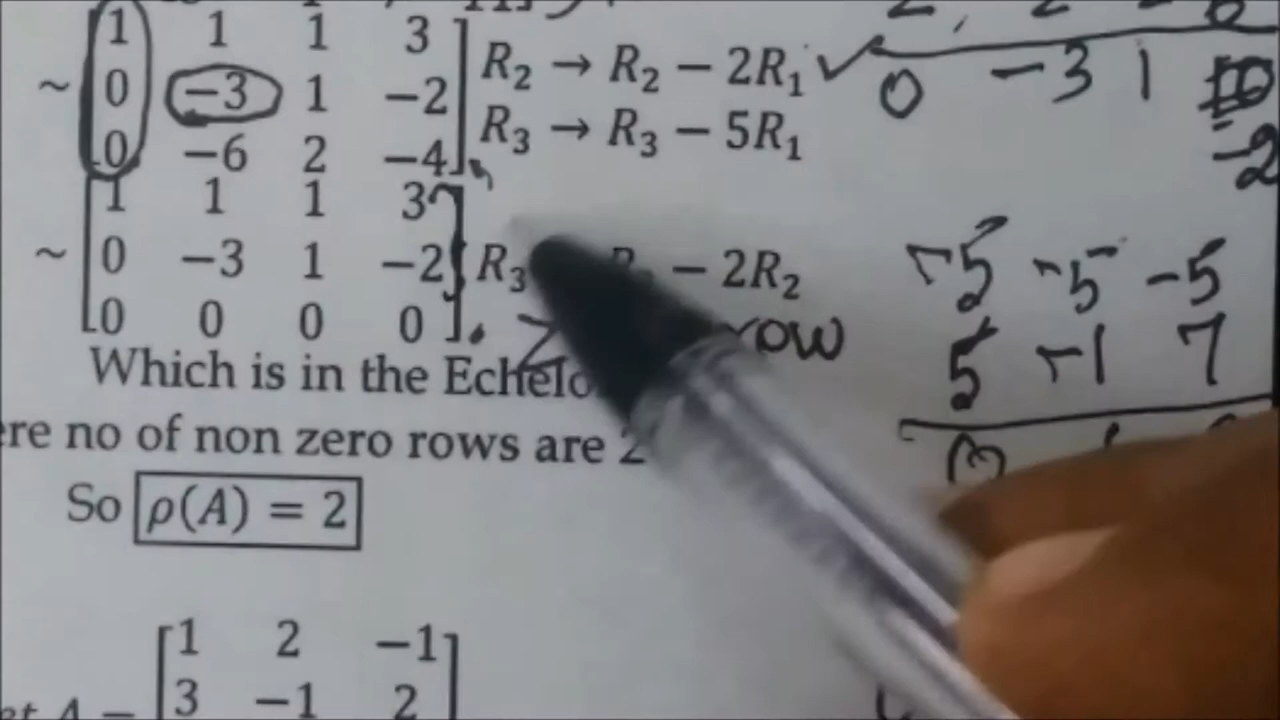 1 1 1 3
~ 0 -3 1 -2 R2 → R2 − 2R1 ✓
0 -6 2 -4 R3 → R3 − 5R1
1 1 1 3
~ 0 -3 1 -2 R3 − 2R2
0 0 0 0 row
Which is in the Echelo
ere no of non zero rows are 2
So ρ(A) = 2
1 2 −1
A = 3 −1 2
0 −3 1
-2
-5 -5 -5
5 -1 7